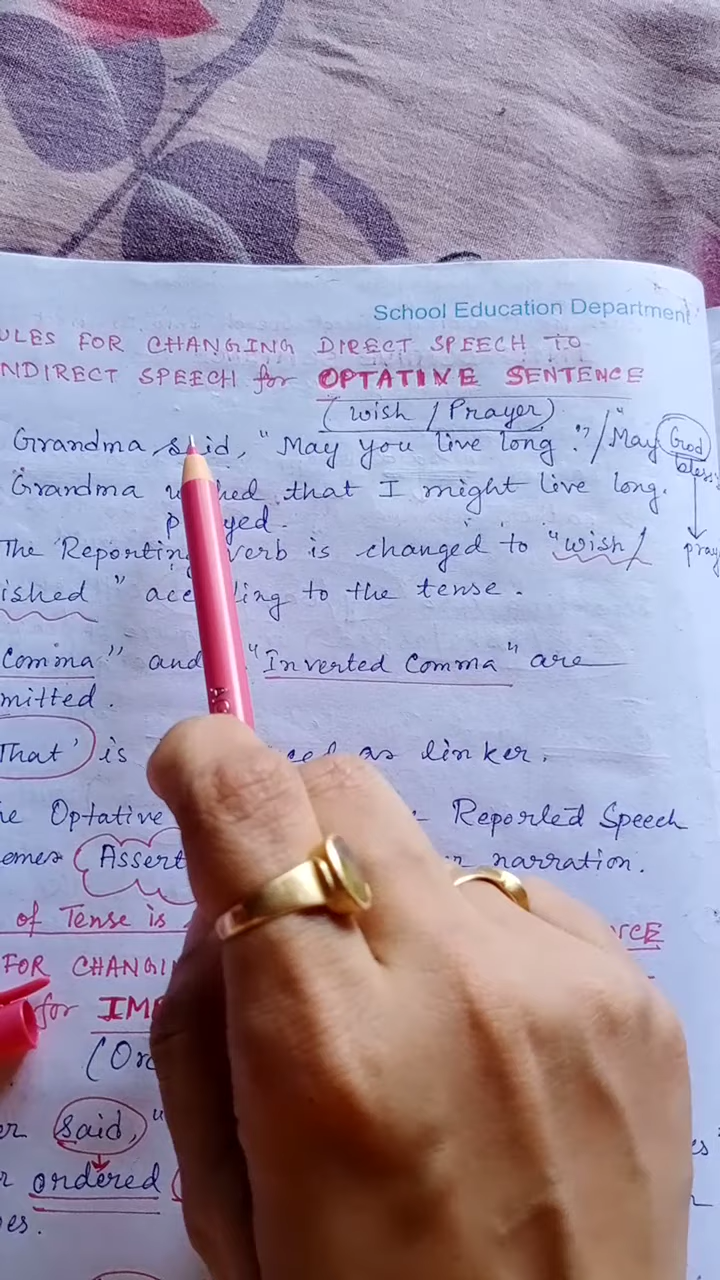 School Education Department
ULES FOR CHANGING DIRECT SPEECH TO
NDIRECT SPEECH for OPTATIVE SENTENCE
(Wish / Prayer)
Grandma said, "May you live long."/"May God
bless
Grandma wished that I might live long.
prayed.
The Reporting verb is changed to "wish/
pray
ished" according to the tense.
Comma" and "Inverted Comma" are
mitted.
That' is as linker.
he Optative Reported Speech
omes Assert narration.
of Tense is
FOR CHANGI
for IM
said, "
ordered